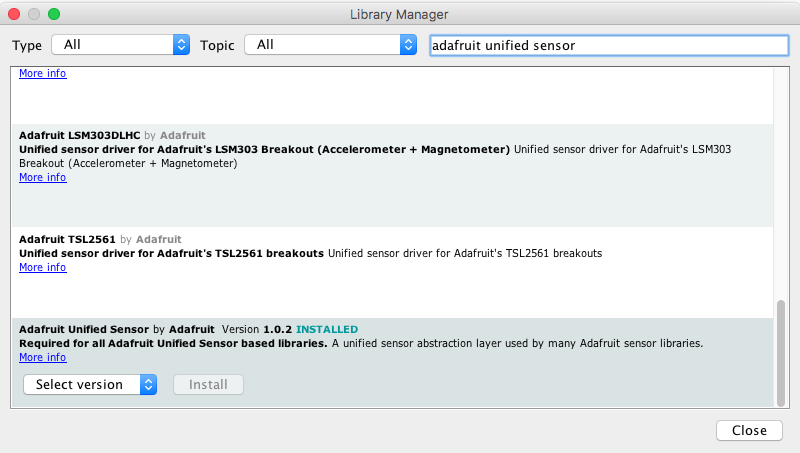 Library Manager
Type All Topic All adafruit unified sensor
More info
Adafruit LSM303DLHC by Adafruit
Unified sensor driver for Adafruit's LSM303 Breakout (Accelerometer + Magnetometer) Unified sensor driver for Adafruit's LSM303
Breakout (Accelerometer + Magnetometer)
More info
Adafruit TSL2561 by Adafruit
Unified sensor driver for Adafruit's TSL2561 breakouts Unified sensor driver for Adafruit's TSL2561 breakouts
More info
Adafruit Unified Sensor by Adafruit Version 1.0.2 INSTALLED
Required for all Adafruit Unified Sensor based libraries. A unified sensor abstraction layer used by many Adafruit sensor libraries.
More info
Select version Install
Close